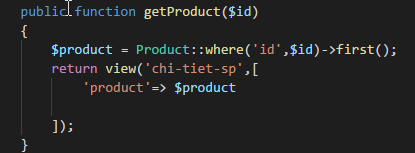 public function getProduct($id)
{
$product = Product::where('id',$id)->first();
return view('chi-tiet-sp',[
'product'=> $product
]);
}